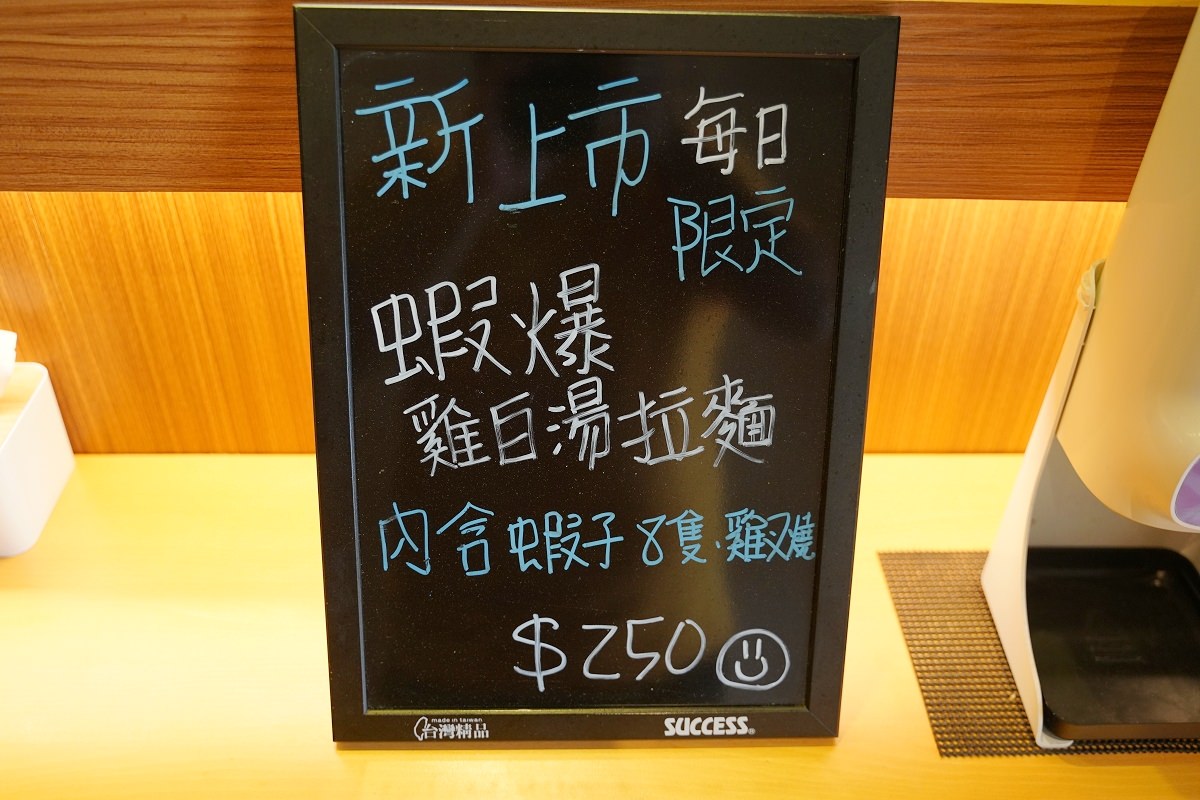 新上市 每日
限定
蝦爆
雞白湯拉麵
內含蝦子8隻、雞叉燒
$250
made in taiwan
台灣精品
SUCCESS®